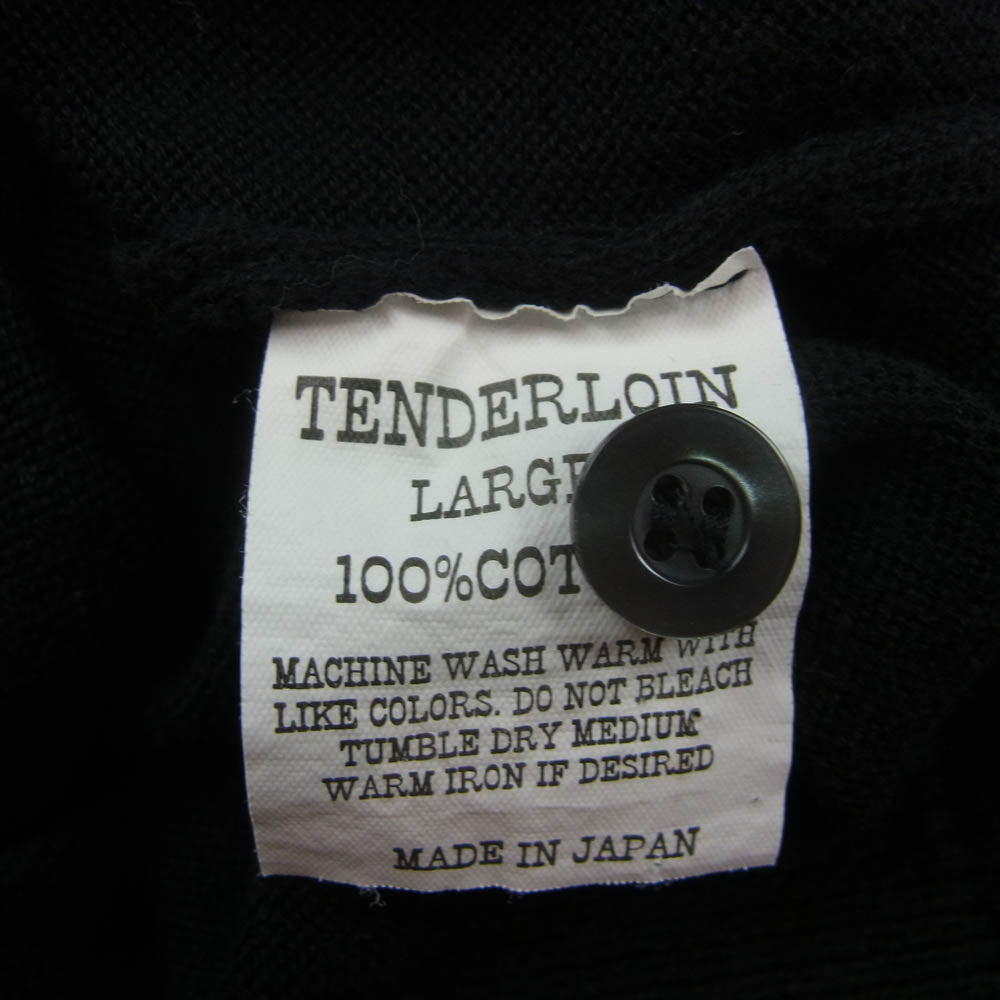 TENDERLOIN
LARGE
100%COT
MACHINE WASH WARM WITH
LIKE COLORS. DO NOT BLEACH
TUMBLE DRY MEDIUM
WARM IRON IF DESIRED
MADE IN JAPAN